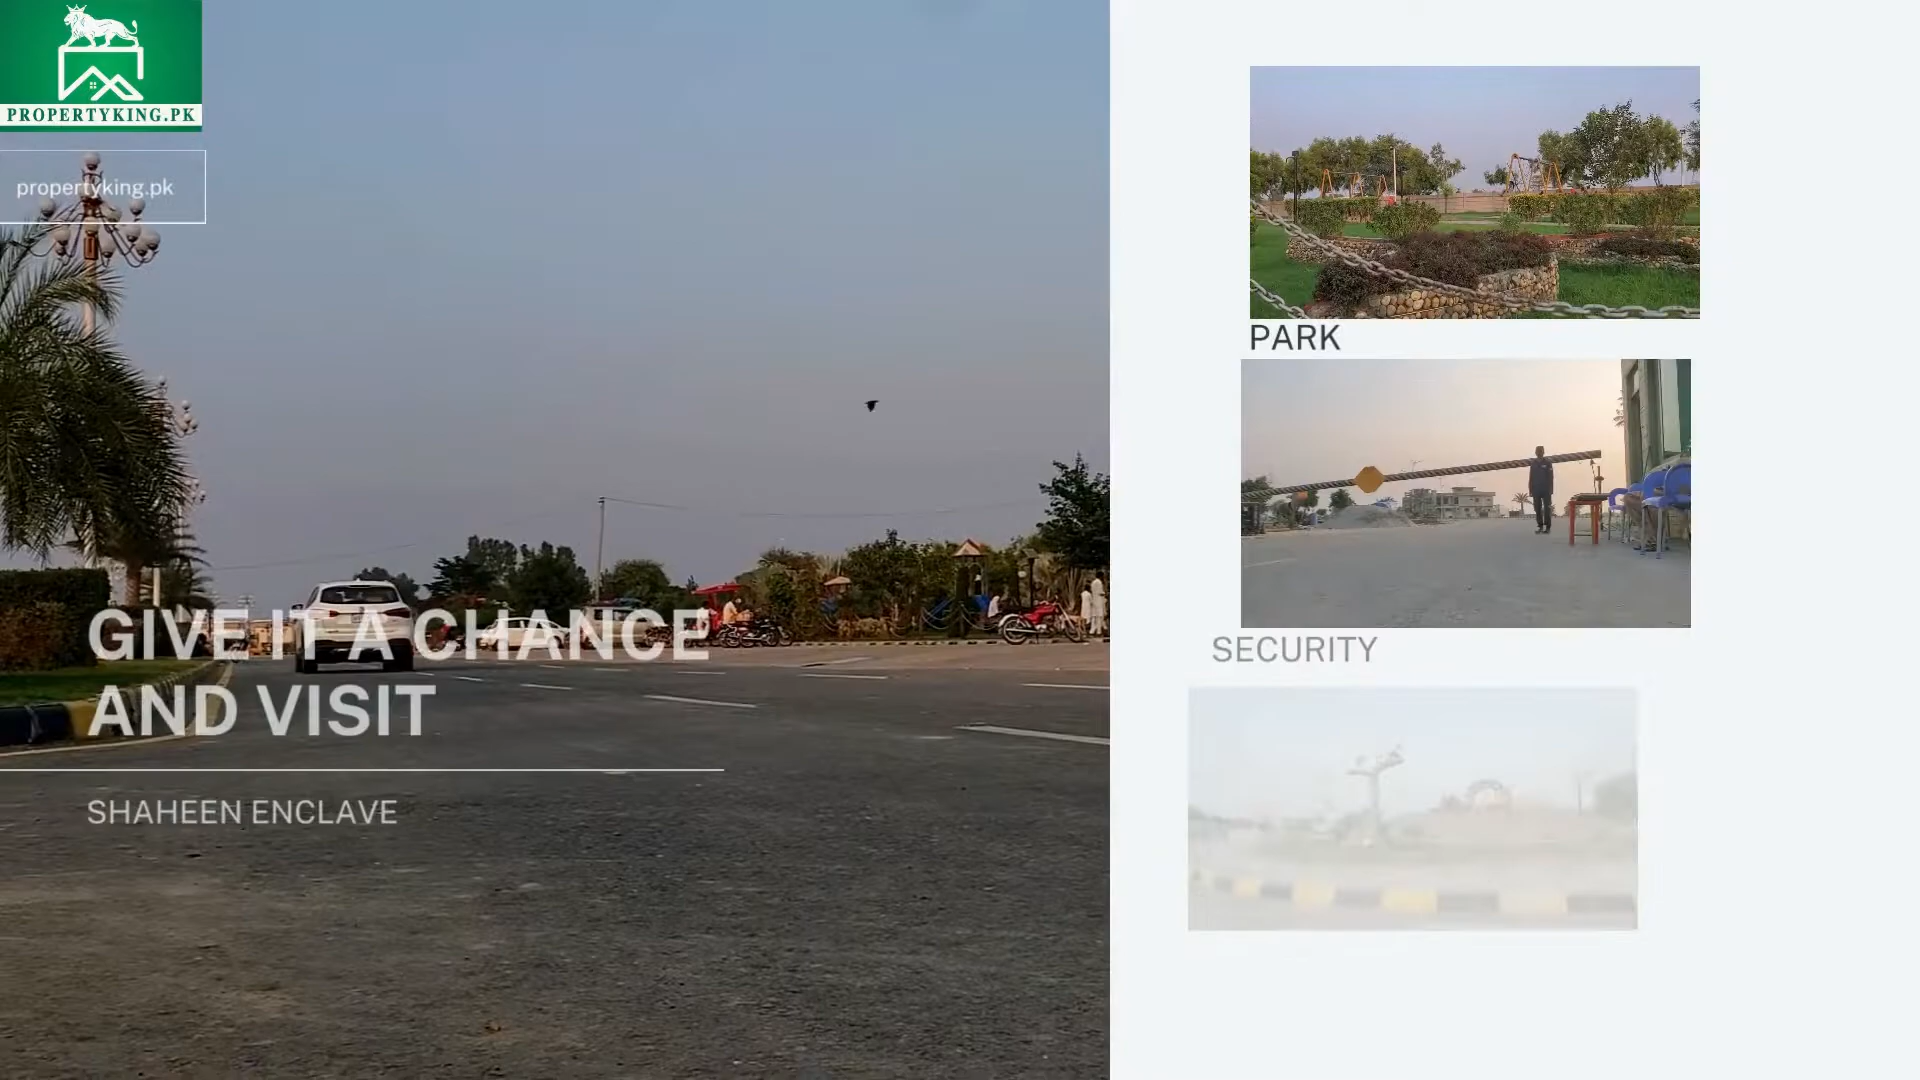 PROPERTYKING.PK
propertyking.pk
GIVE IT A CHANCE
AND VISIT
SHAHEEN ENCLAVE
PARK
SECURITY